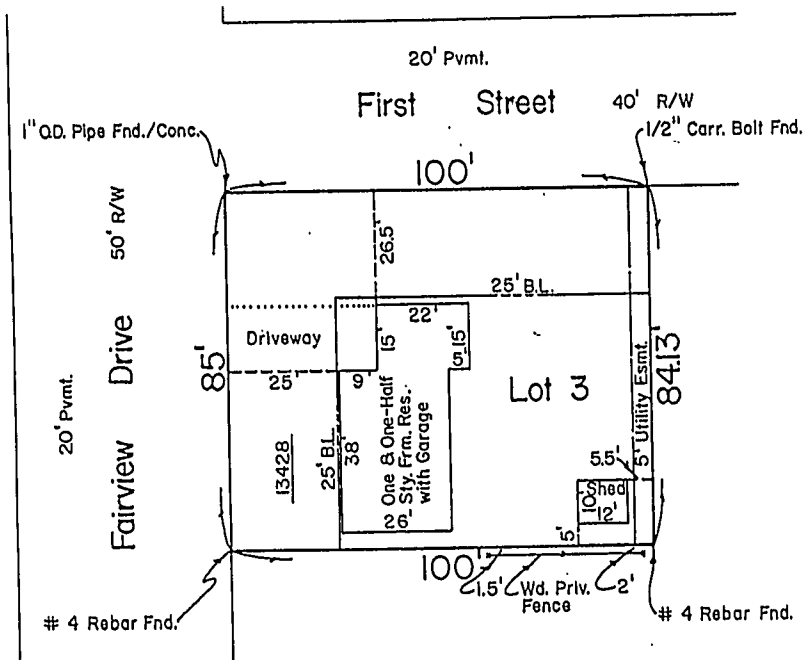 20' Pvmt.
First Street
40' R/W
1" O.D. Pipe Fnd./Conc.
1/2" Carr. Bolt Fnd.
100'
50' R/W
26.5'
25' B.L.
22'
Driveway
15'
5'
15'
25'
9'
Lot 3
85'
84.13'
Fairview Drive
20' Pvmt.
13428
25' B.L.
38'
One & One-Half
Sty. Frm. Res.
with Garage
5' Utility Esmt.
5.5'
Shed
10'
12'
26'
5'
100'
1.5'
Wd. Priv.
Fence
2'
# 4 Rebar Fnd.
# 4 Rebar Fnd.